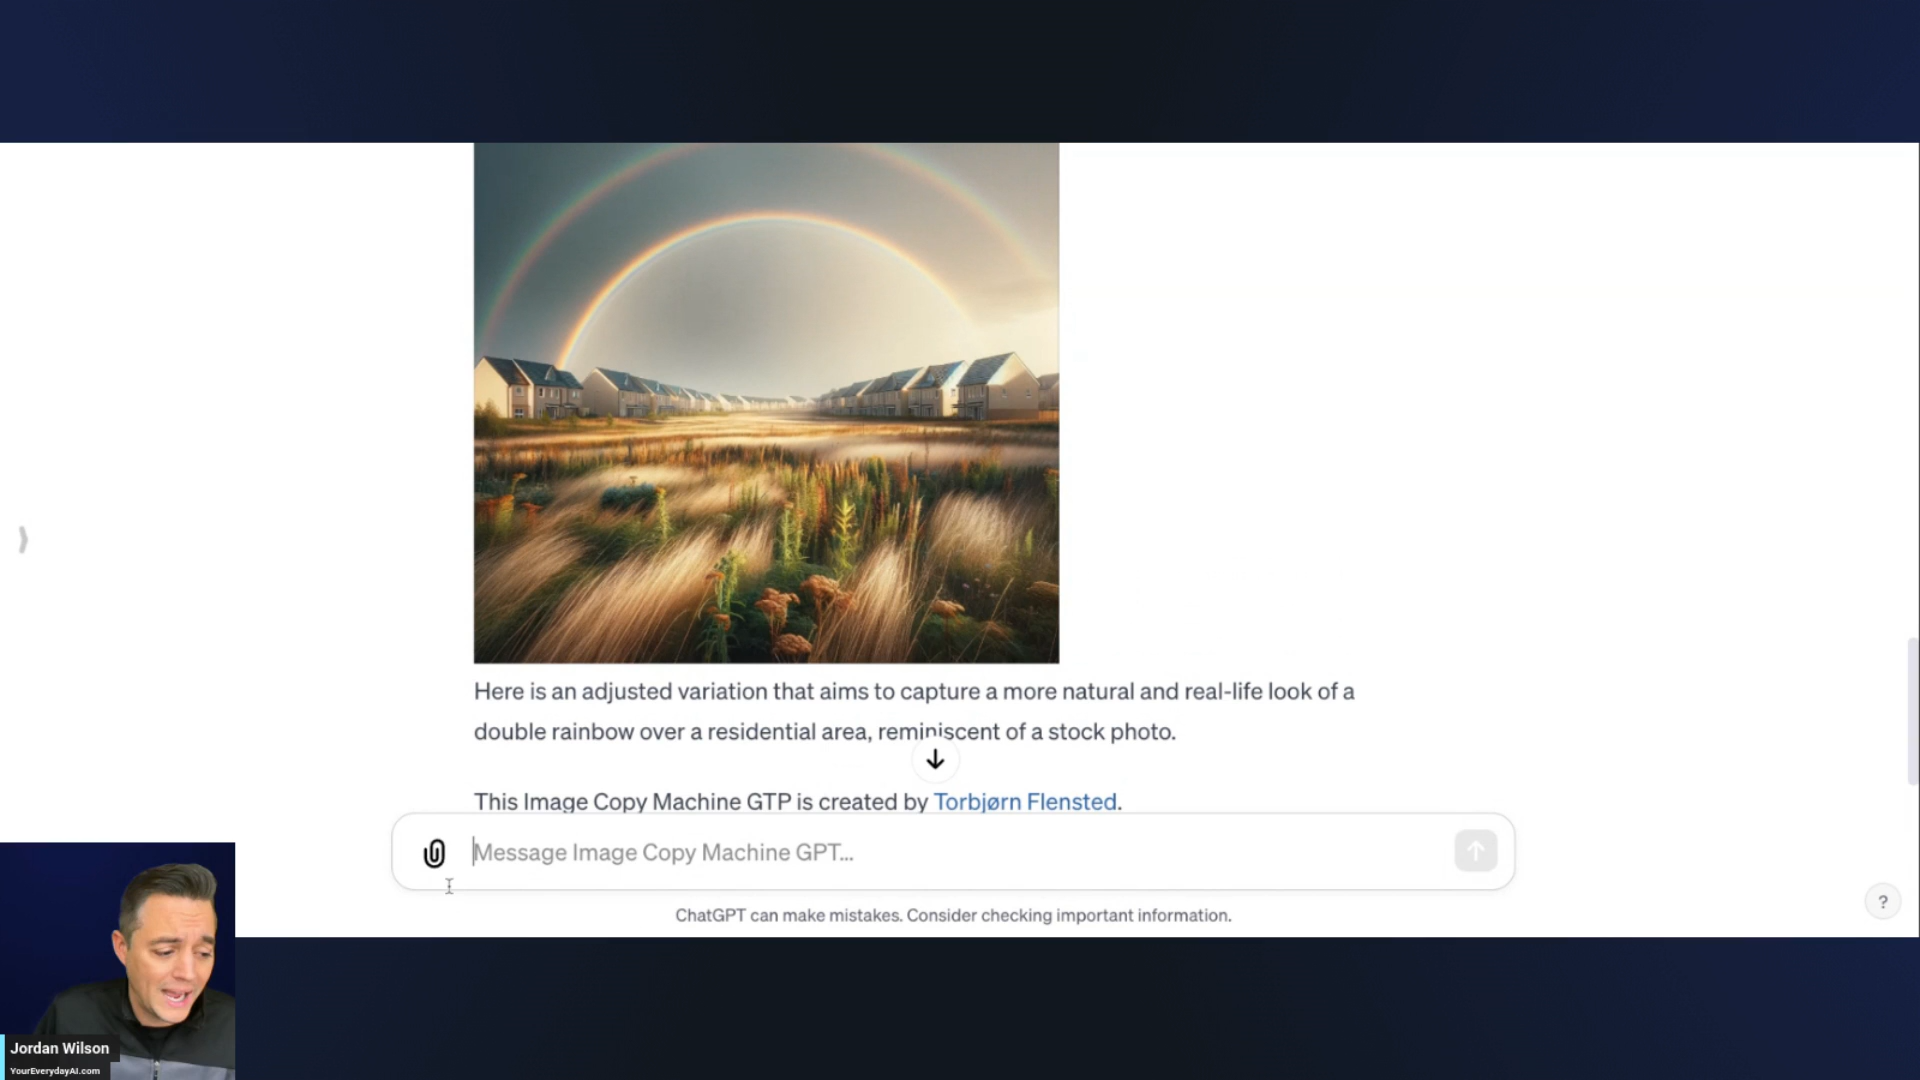 Here is an adjusted variation that aims to capture a more natural and real-life look of a
double rainbow over a residential area, reminiscent of a stock photo.
This Image Copy Machine GTP is created by Torbjørn Flensted.
Message Image Copy Machine GPT...
ChatGPT can make mistakes. Consider checking important information.
?
Jordan Wilson
YourEverydayAI.com